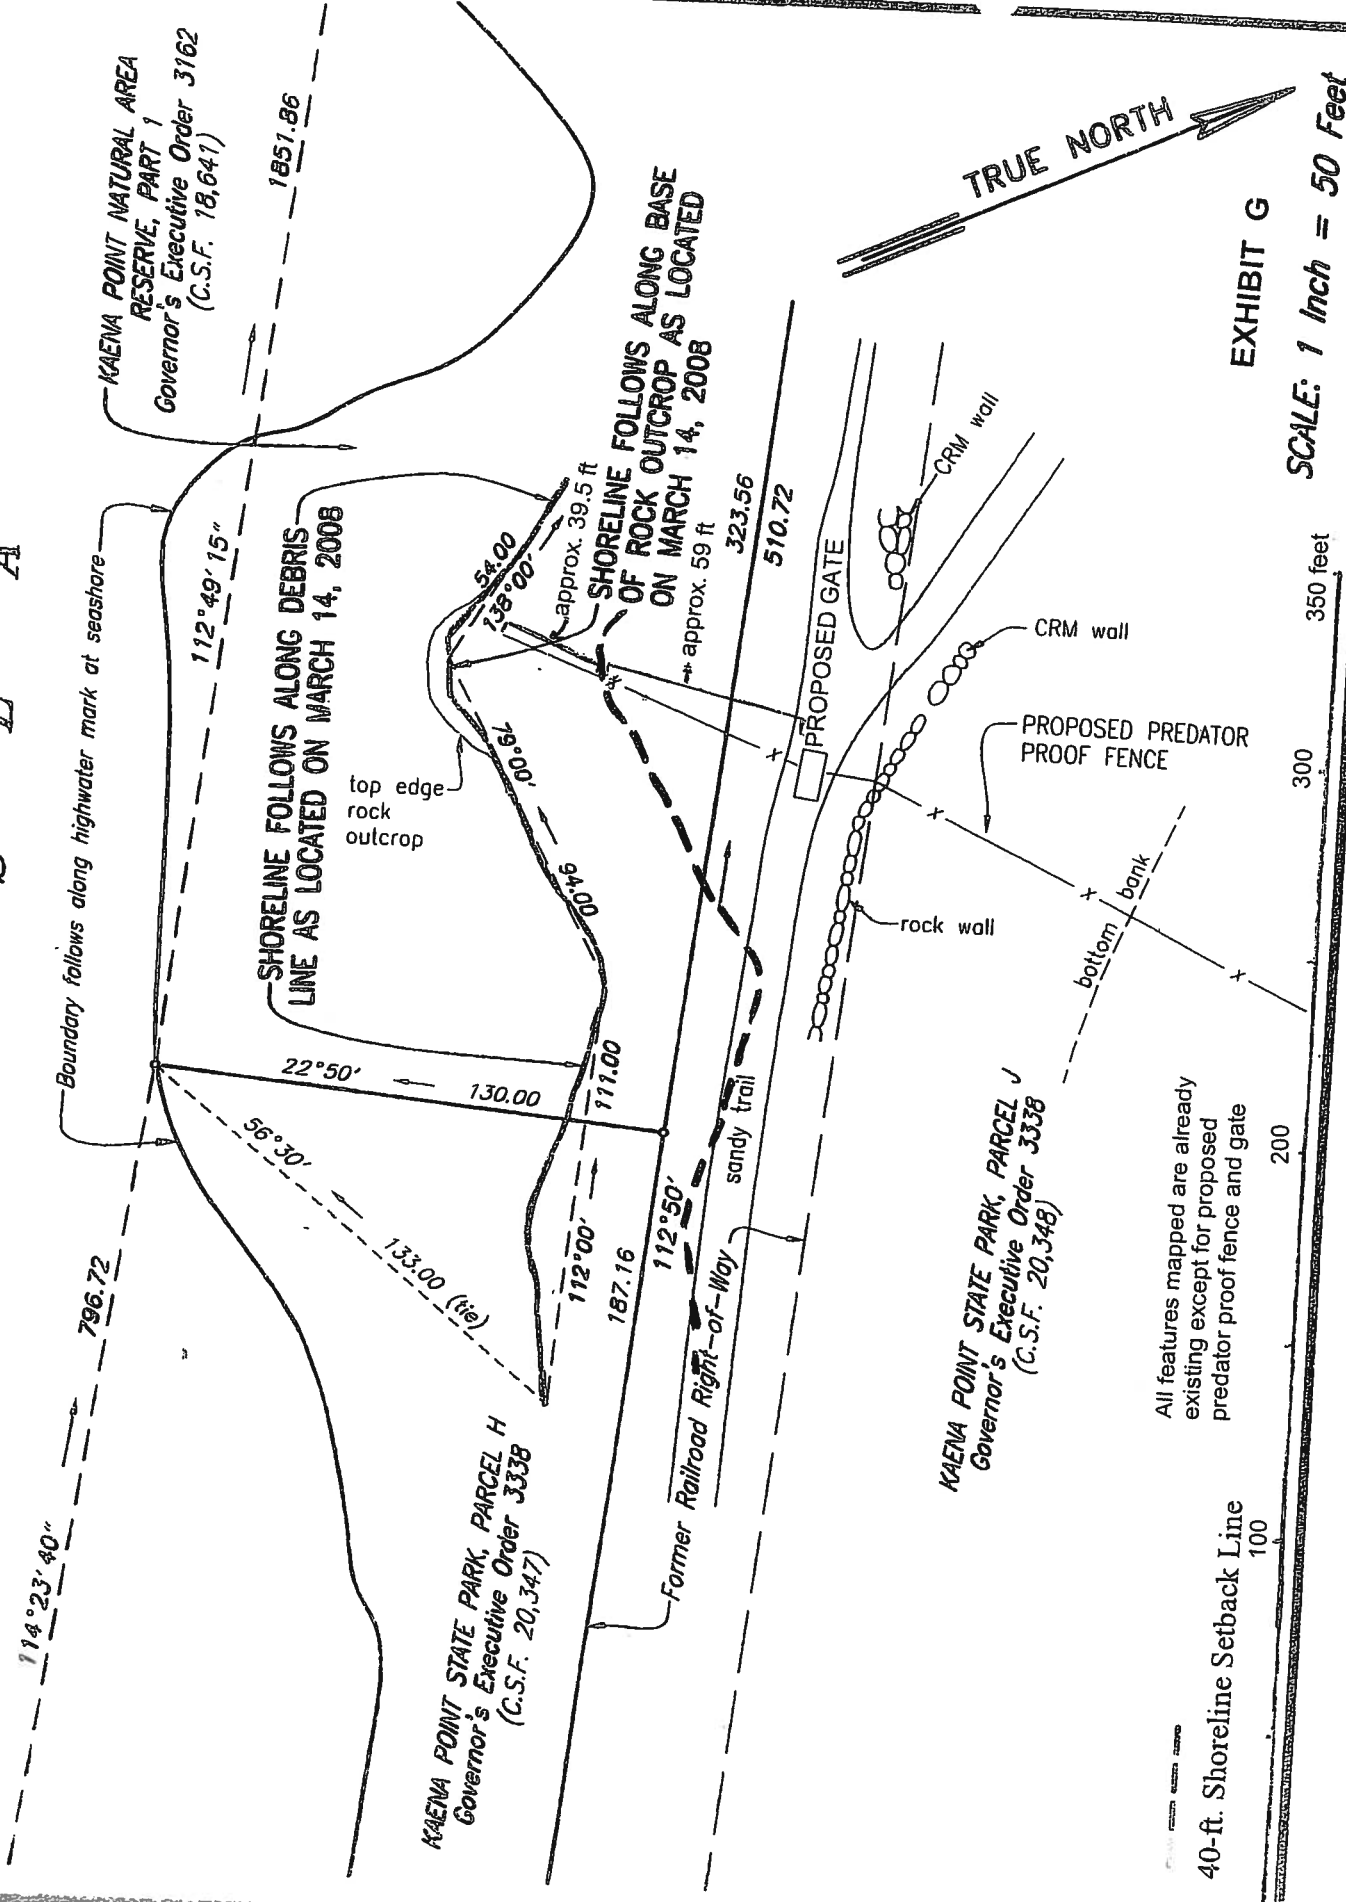 KAENA POINT NATURAL AREA
RESERVE, PART 1
Governor's Executive Order 3162
(C.S.F. 18,641)
1851.86
Boundary follows along highwater mark at seashore
112°49'15"
SHORELINE FOLLOWS ALONG DEBRIS
LINE AS LOCATED ON MARCH 14, 2008
top edge
rock
outcrop
54.00
138°00'
approx. 39.5 ft
SHORELINE FOLLOWS ALONG BASE
OF ROCK OUTCROP AS LOCATED
ON MARCH 14, 2008
approx. 59 ft
79°00'
94.00
22°50'
130.00
111.00
56°30'
133.00 (tie)
112°00'
187.16
112°50'
323.56
510.72
796.72
114°23'40"
PROPOSED GATE
CRM wall
CRM wall
PROPOSED PREDATOR
PROOF FENCE
rock wall
bottom bank
sandy trail
Former Railroad Right-of-Way
KAENA POINT STATE PARK, PARCEL H
Governor's Executive Order 3338
(C.S.F. 20,347)
KAENA POINT STATE PARK, PARCEL J
Governor's Executive Order 3338
(C.S.F. 20,348)
All features mapped are already
existing except for proposed
predator proof fence and gate
40-ft. Shoreline Setback Line
100
200
300
350 feet
TRUE NORTH
EXHIBIT G
SCALE: 1 Inch = 50 Feet